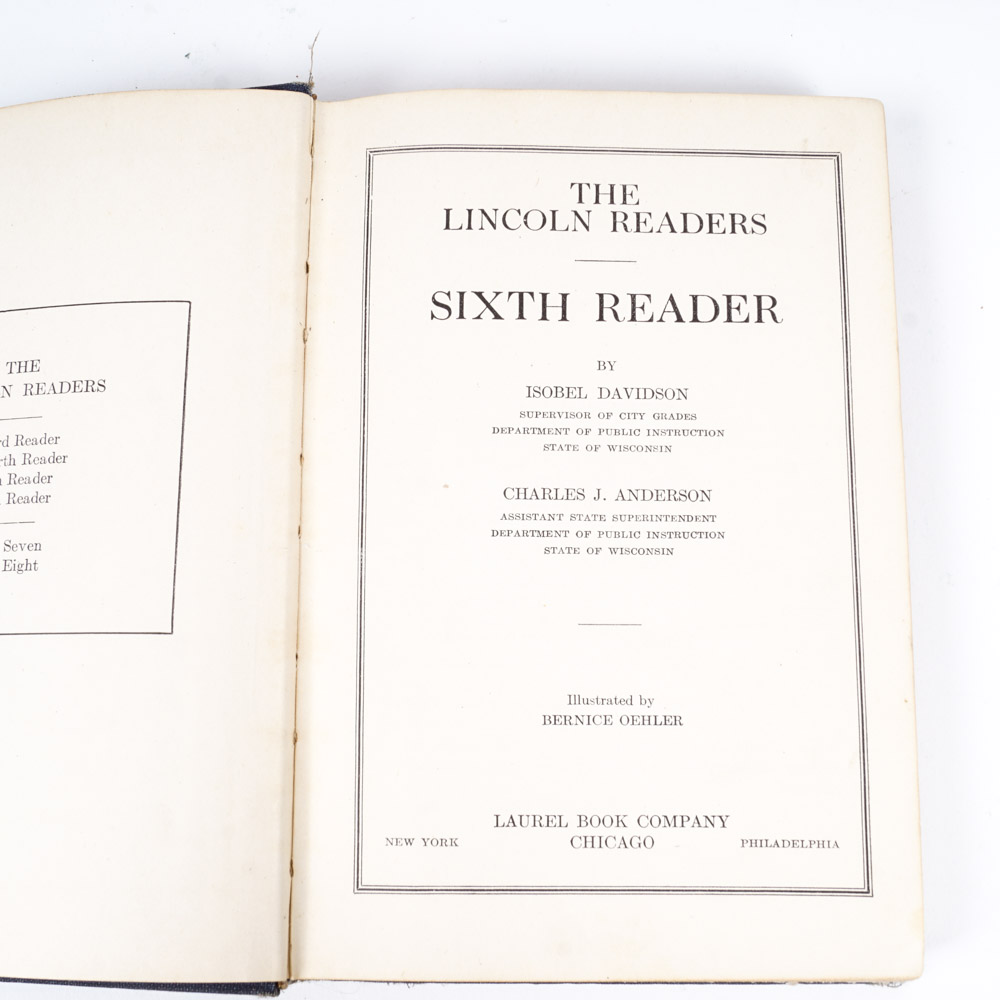 THE
READERS
Reader
Reader
Reader
Reader
Seven
Eight
THE
LINCOLN READERS
SIXTH READER
BY
ISOBEL DAVIDSON
SUPERVISOR OF CITY GRADES
DEPARTMENT OF PUBLIC INSTRUCTION
STATE OF WISCONSIN
CHARLES J. ANDERSON
ASSISTANT STATE SUPERINTENDENT
DEPARTMENT OF PUBLIC INSTRUCTION
STATE OF WISCONSIN
Illustrated by
BERNICE OEHLER
LAUREL BOOK COMPANY
NEW YORK CHICAGO PHILADELPHIA